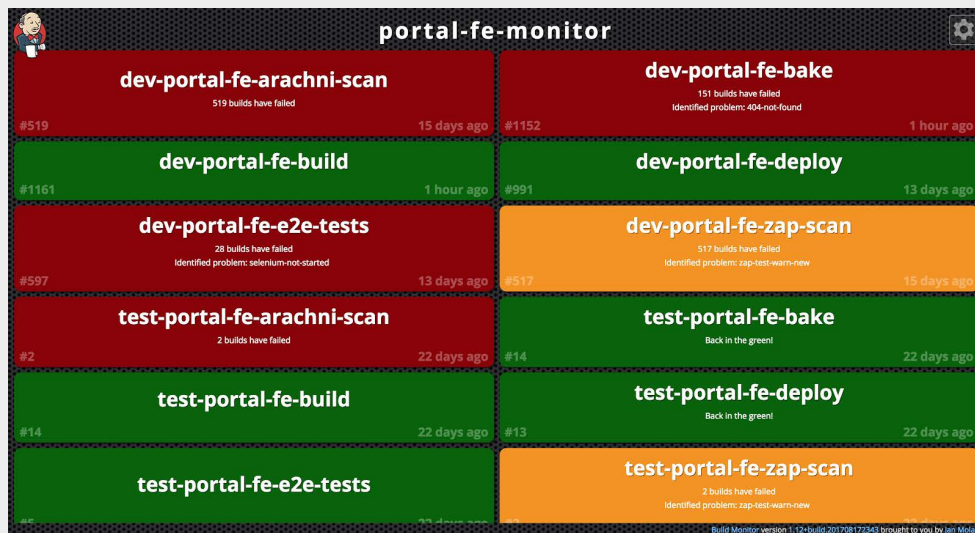 portal-fe-monitor
dev-portal-fe-arachni-scan
519 builds have failed
#519
15 days ago
dev-portal-fe-bake
151 builds have failed
Identified problem: 404-not-found
#1152
1 hour ago
dev-portal-fe-build
#1161
1 hour ago
dev-portal-fe-deploy
#991
13 days ago
dev-portal-fe-e2e-tests
28 builds have failed
Identified problem: selenium-not-started
#597
13 days ago
dev-portal-fe-zap-scan
517 builds have failed
Identified problem: zap-test-warn-new
#517
15 days ago
test-portal-fe-arachni-scan
2 builds have failed
#2
22 days ago
test-portal-fe-bake
Back in the green!
#14
22 days ago
test-portal-fe-build
#14
22 days ago
test-portal-fe-deploy
Back in the green!
#13
22 days ago
test-portal-fe-e2e-tests
#5
22 days ago
test-portal-fe-zap-scan
2 builds have failed
Identified problem: zap-test-warn-new
#2
Build Monitor version 1.12+build.201708172343 brought to you by Jan Mola